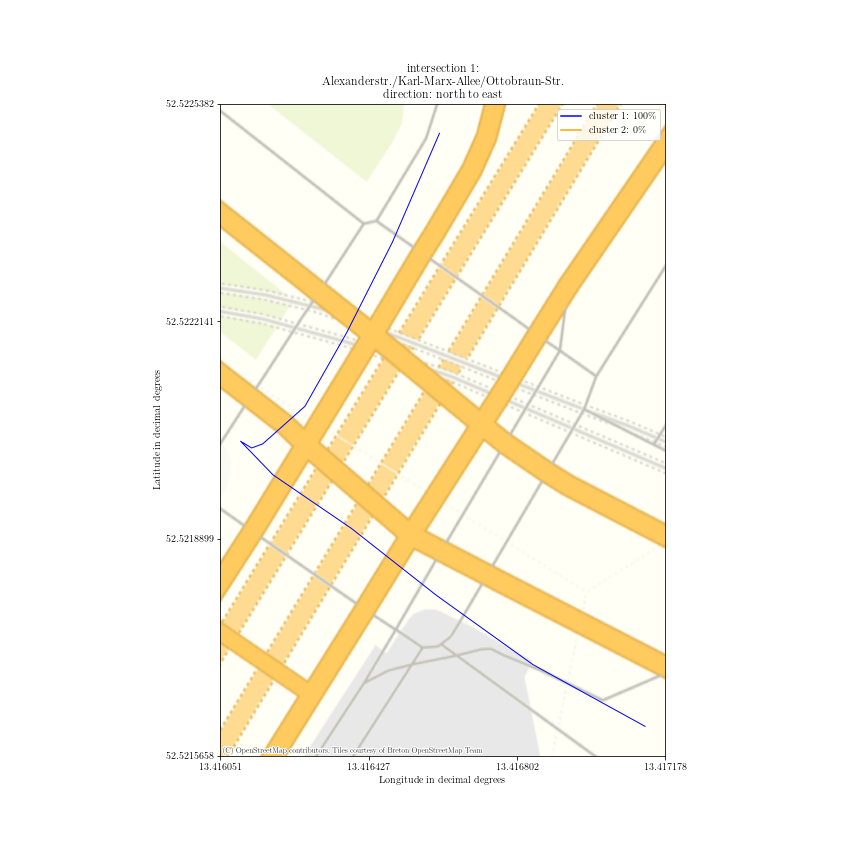 intersection 1:
Alexanderstr./Karl-Marx-Allee/Ottobraun-Str.
direction: north to east
cluster 1: 100%
cluster 2: 0%
52.5225382
52.5222141
52.5218899
52.5215658
Latitude in decimal degrees
(C) OpenStreetMap contributors, Tiles courtesy of Breton OpenStreetMap Team
13.416051
13.416427
13.416802
13.417178
Longitude in decimal degrees